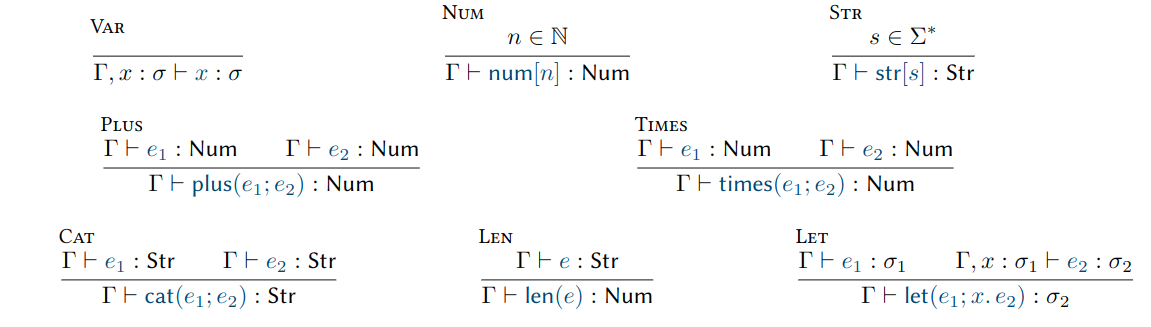 VAR
Γ, x : σ ⊢ x : σ
NUM
n ∈ ℕ
Γ ⊢ num[n] : Num
STR
s ∈ Σ*
Γ ⊢ str[s] : Str
PLUS
Γ ⊢ e₁ : Num Γ ⊢ e₂ : Num
Γ ⊢ plus(e₁; e₂) : Num
TIMES
Γ ⊢ e₁ : Num Γ ⊢ e₂ : Num
Γ ⊢ times(e₁; e₂) : Num
CAT
Γ ⊢ e₁ : Str Γ ⊢ e₂ : Str
Γ ⊢ cat(e₁; e₂) : Str
LEN
Γ ⊢ e : Str
Γ ⊢ len(e) : Num
LET
Γ ⊢ e₁ : σ₁ Γ, x : σ₁ ⊢ e₂ : σ₂
Γ ⊢ let(e₁; x. e₂) : σ₂